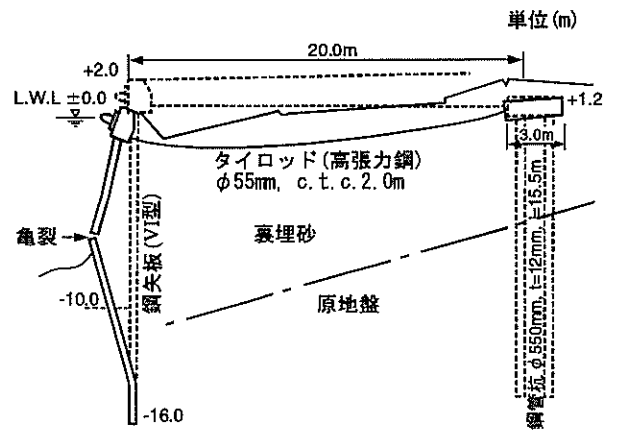 単位(m)
20.0m
+2.0
L.W.L ±0.0
+1.2
3.0m
タイロッド(高張力鋼)
φ55mm, c.t.c.2.0m
亀裂
鋼矢板(VI型)
裏埋砂
-10.0
原地盤
鋼管杭 φ550mm, t=12mm, l=15.5m
-16.0